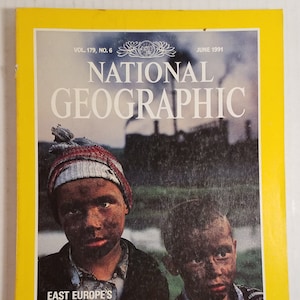 VOL. 179, NO. 6 JUNE 1991
NATIONAL
GEOGRAPHIC
EAST EUROPE'S